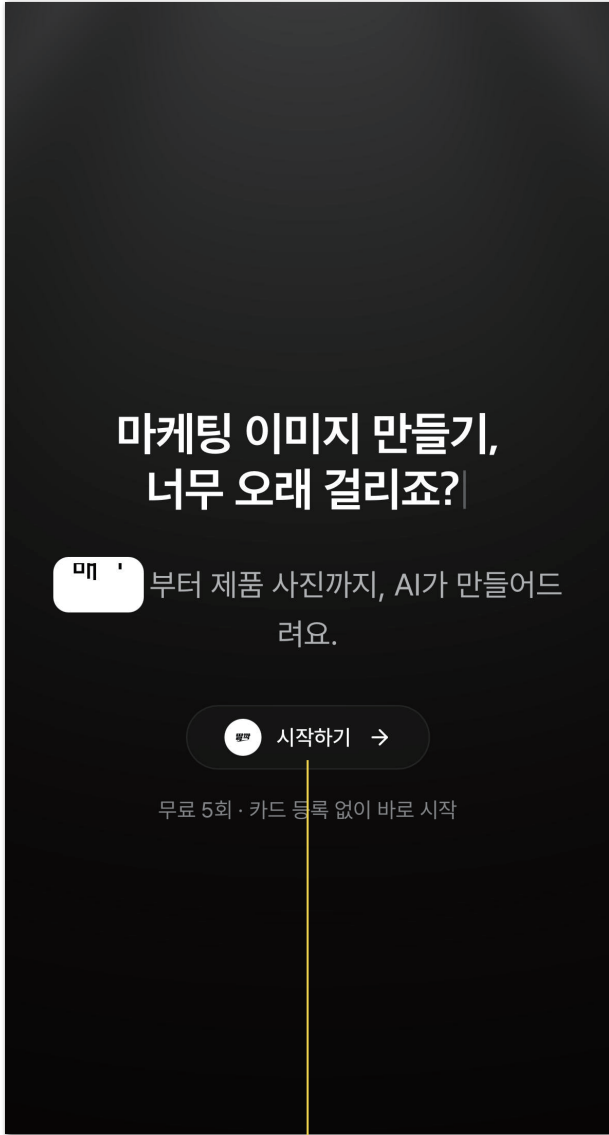 마케팅 이미지 만들기,
너무 오래 걸리죠?
부터 제품 사진까지, AI가 만들어드
려요.
시작하기 →
무료 5회 · 카드 등록 없이 바로 시작